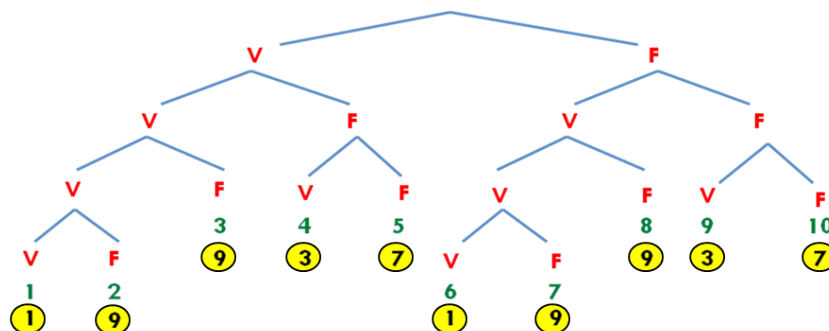 V F
V F V F
V F V F V F V F
3 4 5 8 9 10
9 3 7 9 3 7
V F V F
1 2 6 7
1 9 1 9